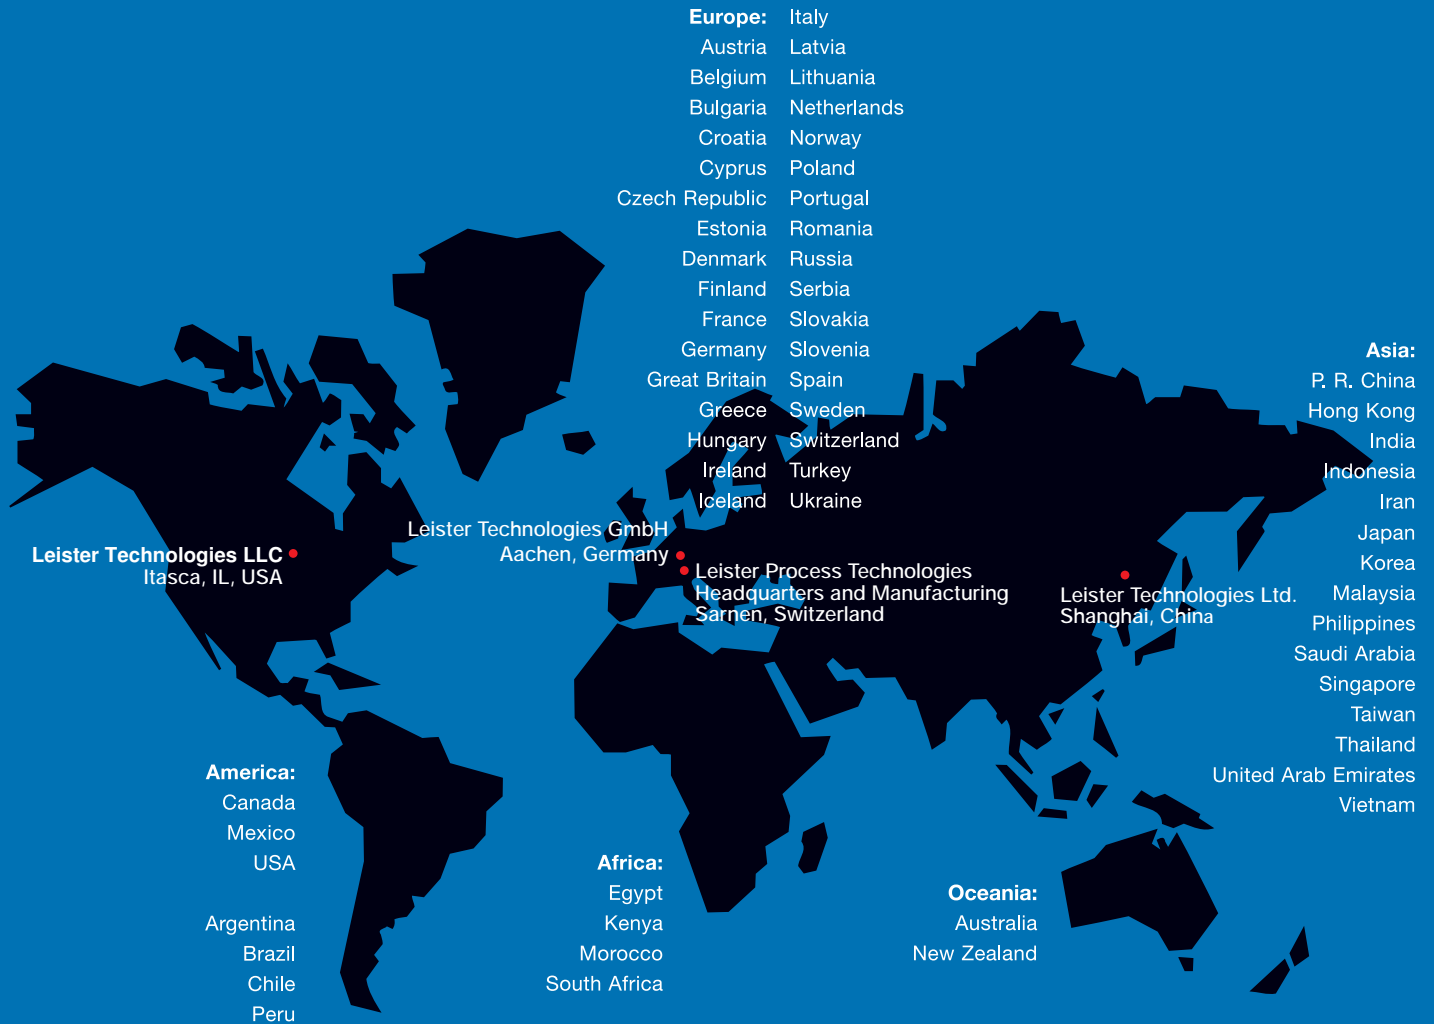 Europe:
Austria
Belgium
Bulgaria
Croatia
Cyprus
Czech Republic
Estonia
Denmark
Finland
France
Germany
Great Britain
Greece
Hungary
Ireland
Iceland
Italy
Latvia
Lithuania
Netherlands
Norway
Poland
Portugal
Romania
Russia
Serbia
Slovakia
Slovenia
Spain
Sweden
Switzerland
Turkey
Ukraine
Asia:
P. R. China
Hong Kong
India
Indonesia
Iran
Japan
Korea
Malaysia
Philippines
Saudi Arabia
Singapore
Taiwan
Thailand
United Arab Emirates
Vietnam
Leister Technologies LLC
Itasca, IL, USA
Leister Technologies GmbH
Aachen, Germany
Leister Process Technologies
Headquarters and Manufacturing
Sarnen, Switzerland
Leister Technologies Ltd.
Shanghai, China
America:
Canada
Mexico
USA
Argentina
Brazil
Chile
Peru
Africa:
Egypt
Kenya
Morocco
South Africa
Oceania:
Australia
New Zealand